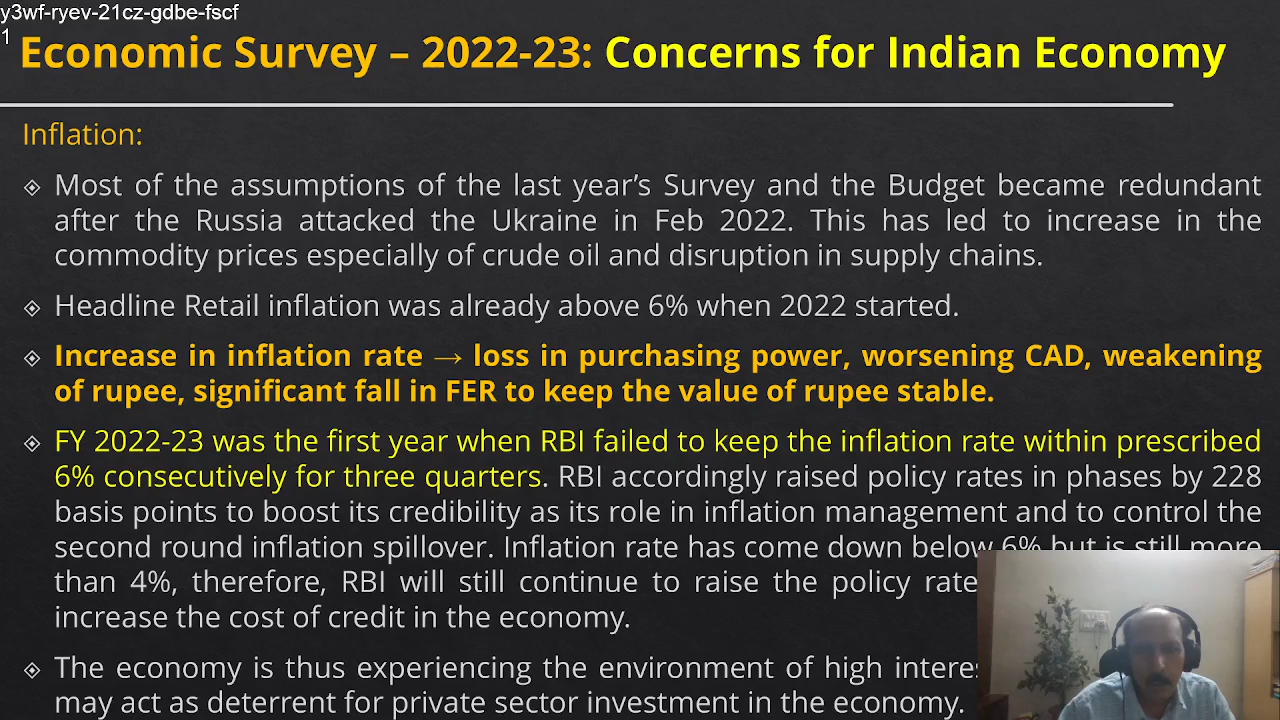 y3wf-ryev-21cz-gdbe-fscf
1
Economic Survey – 2022-23: Concerns for Indian Economy
Inflation:
Most of the assumptions of the last year's Survey and the Budget became redundant
after the Russia attacked the Ukraine in Feb 2022. This has led to increase in the
commodity prices especially of crude oil and disruption in supply chains.
Headline Retail inflation was already above 6% when 2022 started.
Increase in inflation rate → loss in purchasing power, worsening CAD, weakening
of rupee, significant fall in FER to keep the value of rupee stable.
FY 2022-23 was the first year when RBI failed to keep the inflation rate within prescribed
6% consecutively for three quarters. RBI accordingly raised policy rates in phases by 228
basis points to boost its credibility as its role in inflation management and to control the
second round inflation spillover. Inflation rate has come down below 6% but is still more
than 4%, therefore, RBI will still continue to raise the policy rate
increase the cost of credit in the economy.
The economy is thus experiencing the environment of high
may act as deterrent for private sector investment in the economy.